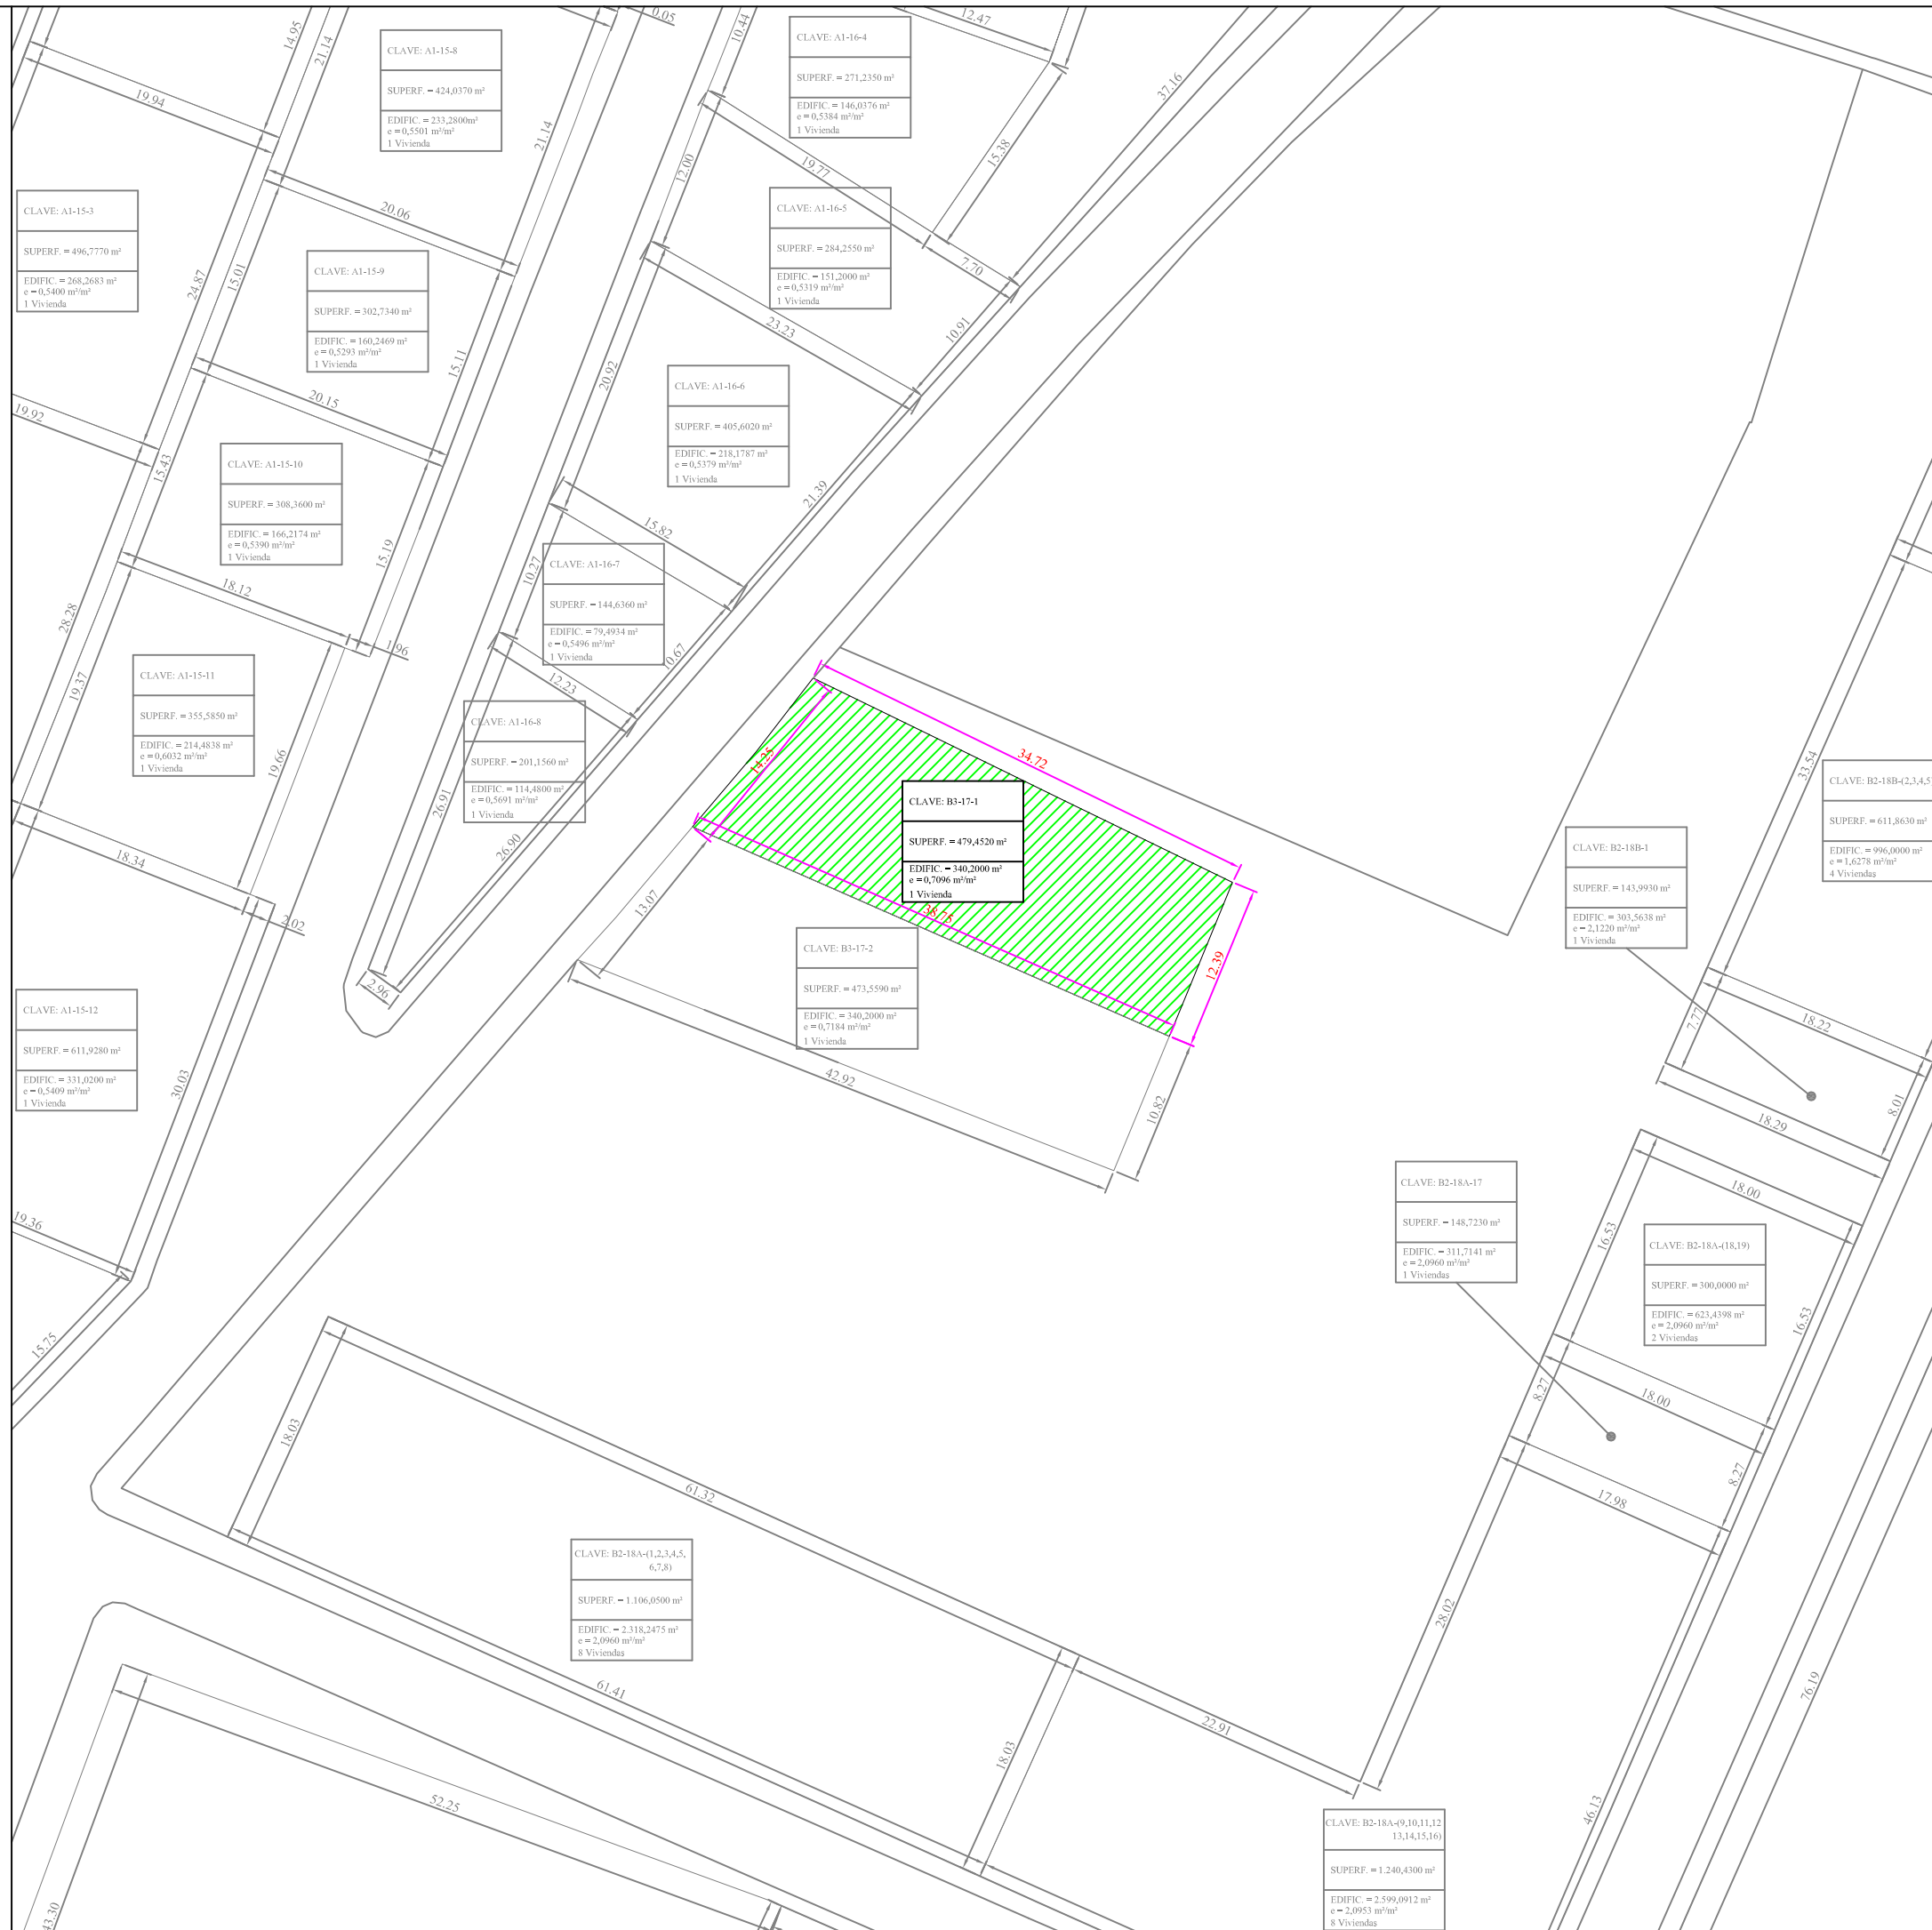 0.05
12.47
14.95
21.14
10.44
37.16
CLAVE: A1-15-8
SUPERF. = 424,0370 m²
EDIFIC. = 233,2800m²
e = 0,5501 m²/m²
1 Vivienda
CLAVE: A1-16-4
SUPERF. = 271,2350 m²
EDIFIC. = 146,0376 m²
e = 0,5384 m²/m²
1 Vivienda
19.94
21.14
12.00
19.77
15.38
CLAVE: A1-15-3
SUPERF. = 496,7770 m²
EDIFIC. = 268,2683 m²
e = 0,5400 m²/m²
1 Vivienda
20.06
CLAVE: A1-16-5
SUPERF. = 284,2550 m²
EDIFIC. = 151,2000 m²
e = 0,5319 m²/m²
1 Vivienda
7.70
24.87
15.01
CLAVE: A1-15-9
SUPERF. = 302,7340 m²
EDIFIC. = 160,2469 m²
e = 0,5293 m²/m²
1 Vivienda
23.23
10.91
15.11
20.92
CLAVE: A1-16-6
SUPERF. = 405,6020 m²
EDIFIC. = 218,1787 m²
e = 0,5379 m²/m²
1 Vivienda
19.92
20.15
15.43
CLAVE: A1-15-10
SUPERF. = 308,3600 m²
EDIFIC. = 166,2174 m²
e = 0,5390 m²/m²
1 Vivienda
21.39
15.82
15.19
10.27
CLAVE: A1-16-7
SUPERF. = 144,6360 m²
EDIFIC. = 79,4934 m²
e = 0,5496 m²/m²
1 Vivienda
18.12
28.28
1.96
10.67
12.23
19.37
CLAVE: A1-15-11
SUPERF. = 355,5850 m²
EDIFIC. = 214,4838 m²
e = 0,6032 m²/m²
1 Vivienda
19.66
CLAVE: A1-16-8
SUPERF. = 201,1560 m²
EDIFIC. = 114,4800 m²
e = 0,5691 m²/m²
1 Vivienda
26.91
26.90
14.25
34.72
33.54
CLAVE: B3-17-1
SUPERF. = 479,4520 m²
EDIFIC. = 340,2000 m²
e = 0,7096 m²/m²
1 Vivienda
38.75
12.39
CLAVE: B2-18B-(2,3,4,5
SUPERF. = 611,8630 m²
EDIFIC. = 996,0000 m²
e = 1,6278 m²/m²
4 Viviendas
CLAVE: B2-18B-1
SUPERF. = 143,9930 m²
EDIFIC. = 303,5638 m²
e = 2,1220 m²/m²
1 Vivienda
18.34
2.02
13.07
CLAVE: B3-17-2
SUPERF. = 473,5590 m²
EDIFIC. = 340,2000 m²
e = 0,7184 m²/m²
1 Vivienda
2.96
CLAVE: A1-15-12
SUPERF. = 611,9280 m²
EDIFIC. = 331,0200 m²
e = 0,5409 m²/m²
1 Vivienda
30.03
42.92
10.82
7.77
18.22
8.01
18.29
19.36
CLAVE: B2-18A-17
SUPERF. = 148,7230 m²
EDIFIC. = 311,7141 m²
e = 2,0960 m²/m²
1 Viviendas
18.00
16.53
CLAVE: B2-18A-(18,19)
SUPERF. = 300,0000 m²
EDIFIC. = 623,4398 m²
e = 2,0960 m²/m²
2 Viviendas
16.53
15.75
8.27
18.00
18.03
61.32
8.27
17.98
CLAVE: B2-18A-(1,2,3,4,5,
6,7,8)
SUPERF. = 1.106,0500 m²
EDIFIC. = 2.318,2475 m²
e = 2,0960 m²/m²
8 Viviendas
28.02
61.41
76.19
22.91
18.03
52.25
46.13
43.30
CLAVE: B2-18A-(9,10,11,12
13,14,15,16)
SUPERF. = 1.240,4300 m²
EDIFIC. = 2.599,0912 m²
e = 2,0953 m²/m²
8 Viviendas